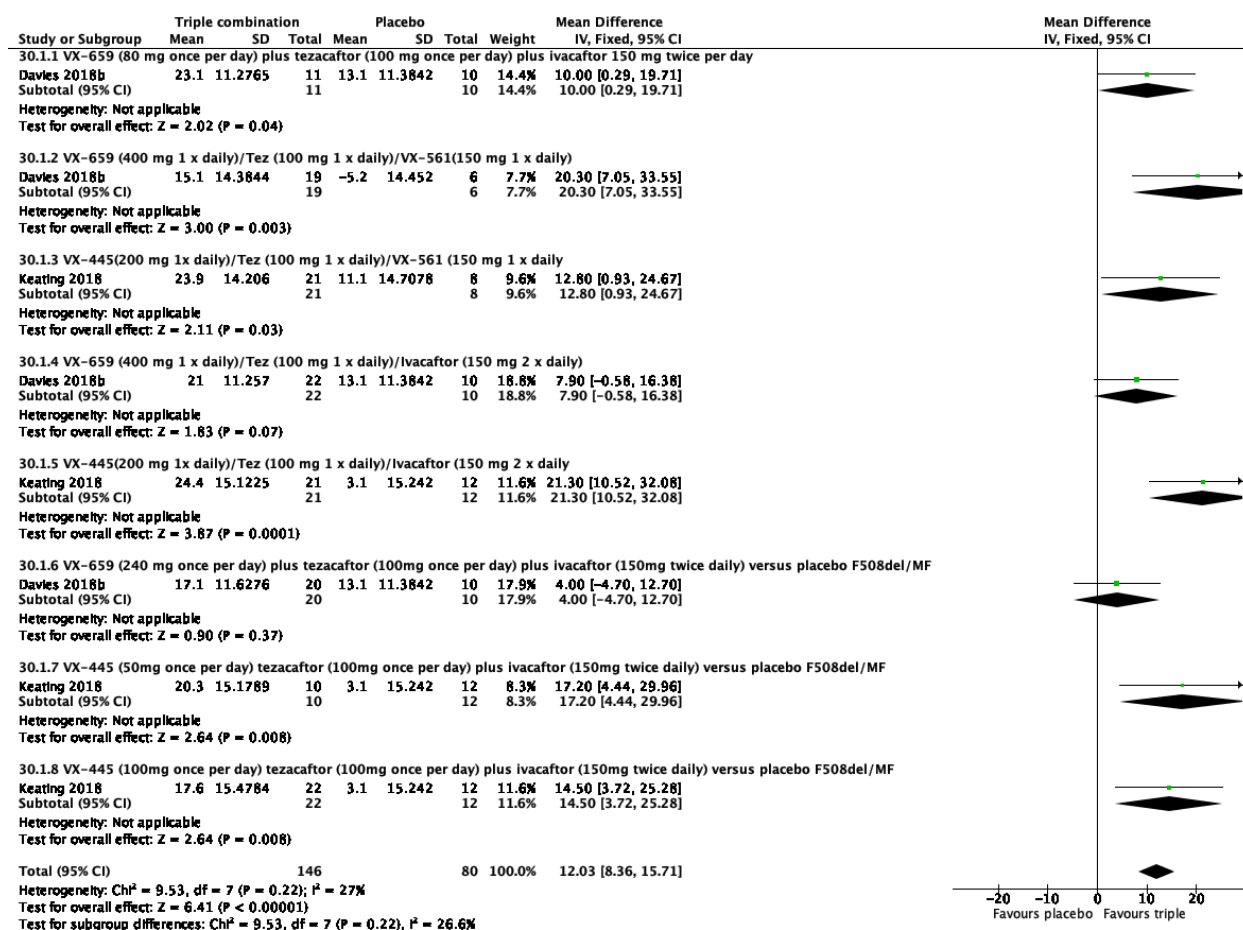 Triple combination Placebo Mean Difference Mean Difference
Study or Subgroup Mean SD Total Mean SD Total Weight IV, Fixed, 95% CI IV, Fixed, 95% CI
30.1.1 VX-659 (80 mg once per day) plus tezacaftor (100 mg once per day) plus ivacaftor 150 mg twice per day
Davies 2018b 23.1 11.2765 11 13.1 11.3842 10 14.4% 10.00 [0.29, 19.71]
Subtotal (95% CI) 11 10 14.4% 10.00 [0.29, 19.71]
Heterogeneity: Not applicable
Test for overall effect: Z = 2.02 (P = 0.04)
30.1.2 VX-659 (400 mg 1 x daily)/Tez (100 mg 1 x daily)/VX-561(150 mg 1 x daily)
Davies 2018b 15.1 14.3844 19 -5.2 14.452 6 7.7% 20.30 [7.05, 33.55]
Subtotal (95% CI) 19 6 7.7% 20.30 [7.05, 33.55]
Heterogeneity: Not applicable
Test for overall effect: Z = 3.00 (P = 0.003)
30.1.3 VX-445(200 mg 1x daily)/Tez (100 mg 1 x daily)/VX-561 (150 mg 1 x daily
Keating 2018 23.9 14.206 21 11.1 14.7078 8 9.6% 12.80 [0.93, 24.67]
Subtotal (95% CI) 21 8 9.6% 12.80 [0.93, 24.67]
Heterogeneity: Not applicable
Test for overall effect: Z = 2.11 (P = 0.03)
30.1.4 VX-659 (400 mg 1 x daily)/Tez (100 mg 1 x daily)/Ivacaftor (150 mg 2 x daily)
Davies 2018b 21 11.257 22 13.1 11.3842 10 18.8% 7.90 [-0.58, 16.38]
Subtotal (95% CI) 22 10 18.8% 7.90 [-0.58, 16.38]
Heterogeneity: Not applicable
Test for overall effect: Z = 1.83 (P = 0.07)
30.1.5 VX-445(200 mg 1x daily)/Tez (100 mg 1 x daily)/Ivacaftor (150 mg 2 x daily
Keating 2018 24.4 15.1225 21 3.1 15.242 12 11.6% 21.30 [10.52, 32.08]
Subtotal (95% CI) 21 12 11.6% 21.30 [10.52, 32.08]
Heterogeneity: Not applicable
Test for overall effect: Z = 3.87 (P = 0.0001)
30.1.6 VX-659 (240 mg once per day) plus tezacaftor (100mg once per day) plus ivacaftor (150mg twice daily) versus placebo F508del/MF
Davies 2018b 17.1 11.6276 20 13.1 11.3842 10 17.9% 4.00 [-4.70, 12.70]
Subtotal (95% CI) 20 10 17.9% 4.00 [-4.70, 12.70]
Heterogeneity: Not applicable
Test for overall effect: Z = 0.90 (P = 0.37)
30.1.7 VX-445 (50mg once per day) tezacaftor (100mg once per day) plus ivacaftor (150mg twice daily) versus placebo F508del/MF
Keating 2018 20.3 15.1789 10 3.1 15.242 12 8.3% 17.20 [4.44, 29.96]
Subtotal (95% CI) 10 12 8.3% 17.20 [4.44, 29.96]
Heterogeneity: Not applicable
Test for overall effect: Z = 2.64 (P = 0.008)
30.1.8 VX-445 (100mg once per day) tezacaftor (100mg once per day) plus ivacaftor (150mg twice daily) versus placebo F508del/MF
Keating 2018 17.6 15.4784 22 3.1 15.242 12 11.6% 14.50 [3.72, 25.28]
Subtotal (95% CI) 22 12 11.6% 14.50 [3.72, 25.28]
Heterogeneity: Not applicable
Test for overall effect: Z = 2.64 (P = 0.008)
Total (95% CI) 146 80 100.0% 12.03 [8.36, 15.71]
Heterogeneity: Chi² = 9.53, df = 7 (P = 0.22); I² = 27%
Test for overall effect: Z = 6.41 (P < 0.00001)
Test for subgroup differences: Chi² = 9.53, df = 7 (P = 0.22), I² = 26.6%
-20 -10 0 10 20
Favours placebo Favours triple